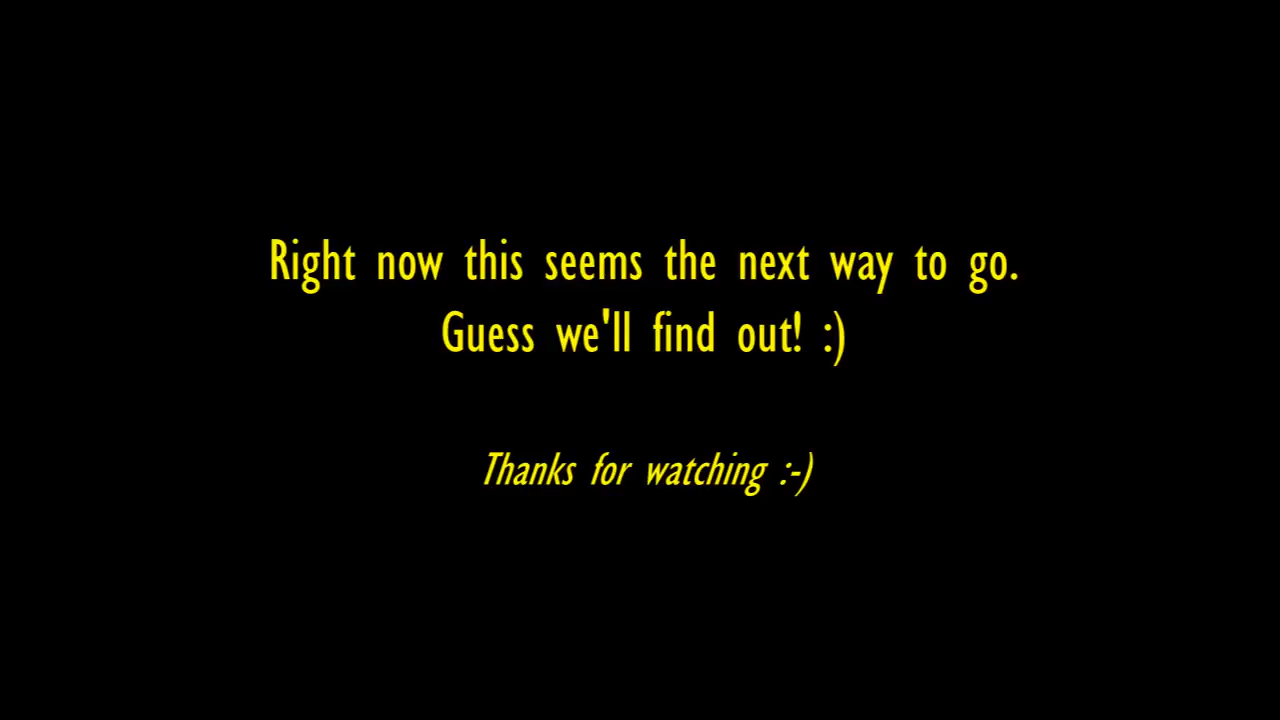 Right now this seems the next way to go.
Guess we'll find out! :)
Thanks for watching :-)